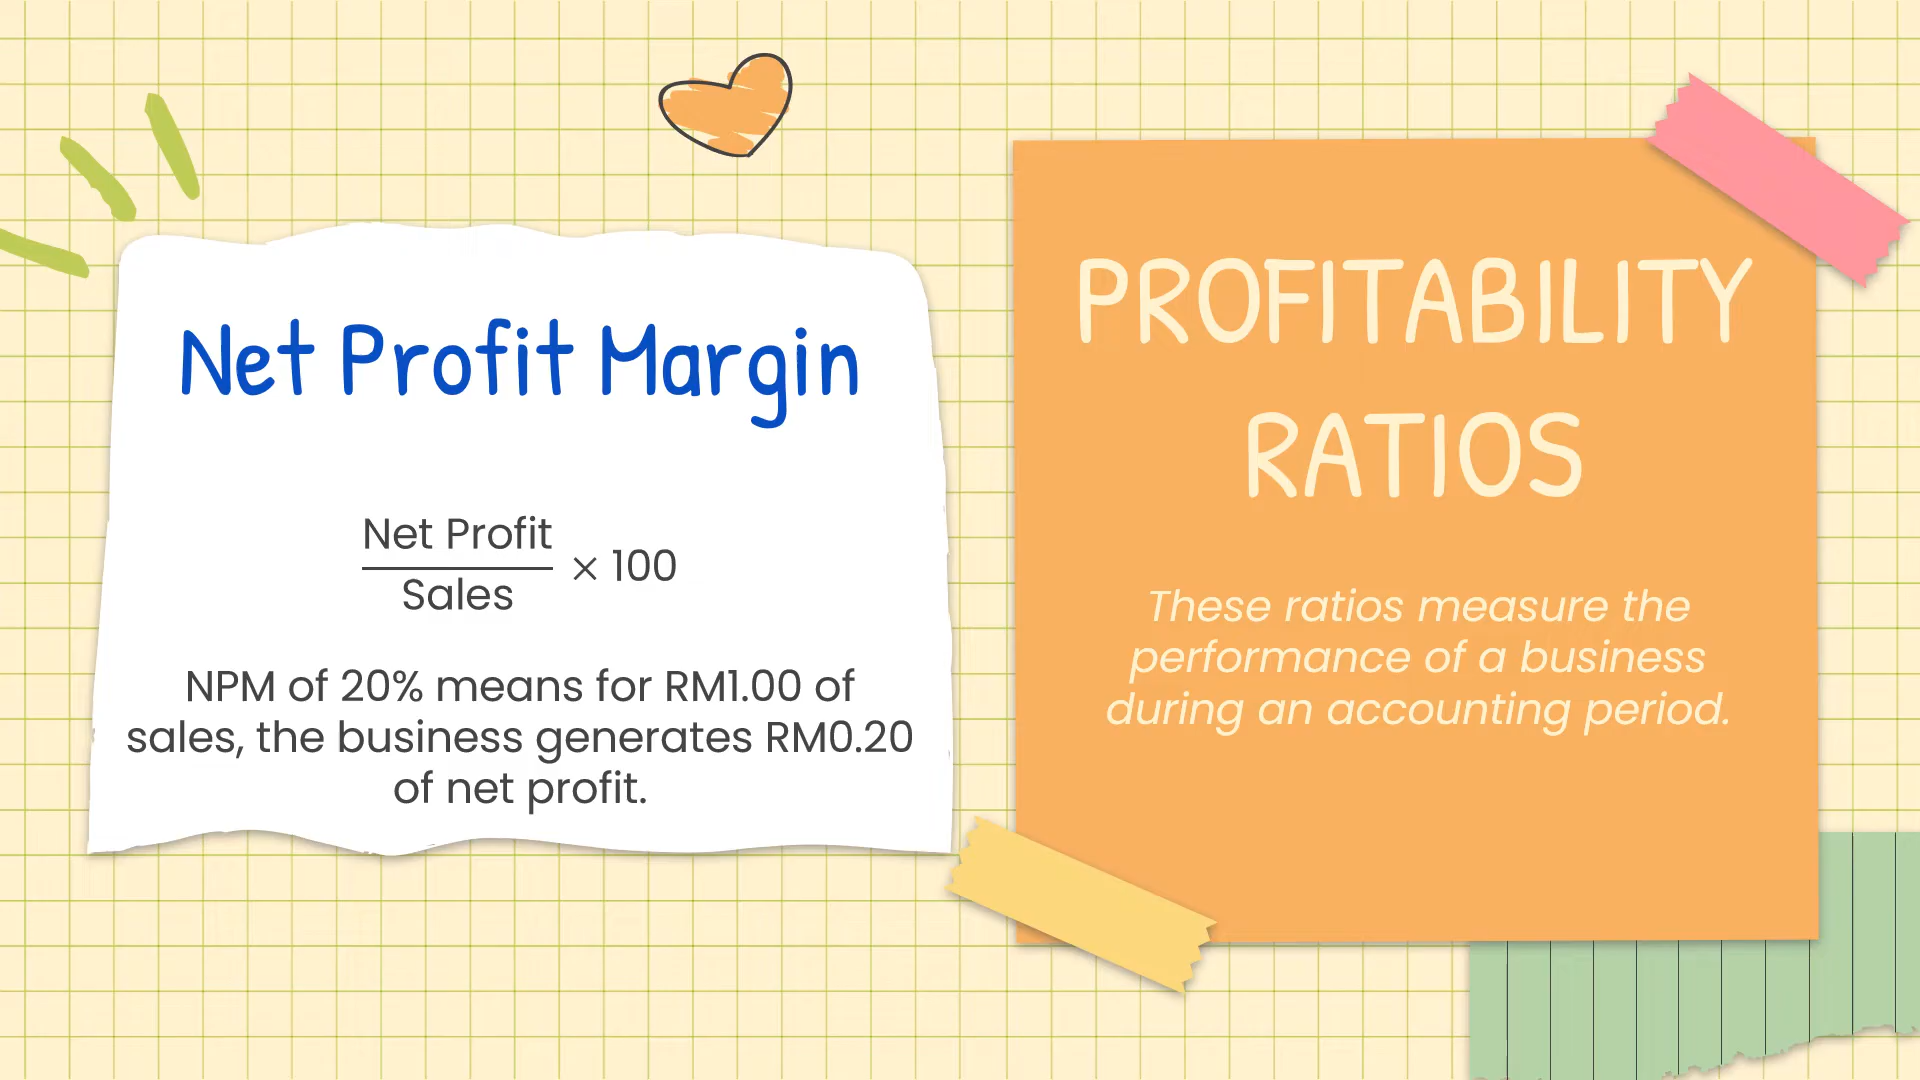 Net Profit Margin
Net Profit
Sales
× 100
NPM of 20% means for RM1.00 of
sales, the business generates RM0.20
of net profit.
PROFITABILITY
RATIOS
These ratios measure the
performance of a business
during an accounting period.